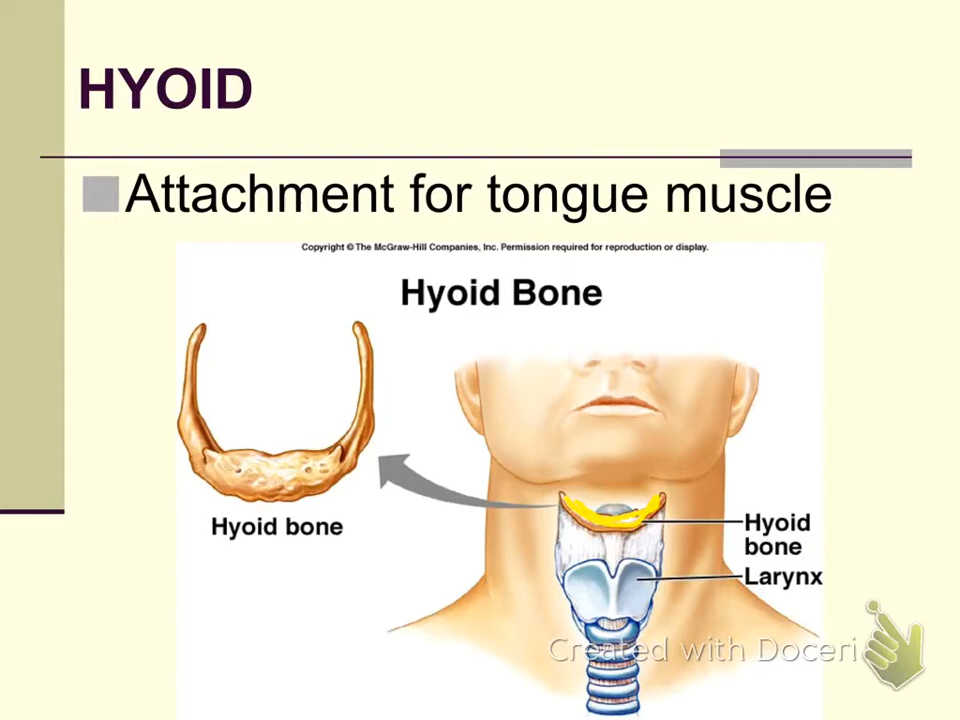 HYOID
Attachment for tongue muscle
Copyright © The McGraw-Hill Companies, Inc. Permission required for reproduction or display.
Hyoid Bone
Hyoid bone
Hyoid
bone
Larynx
Created with Doceri